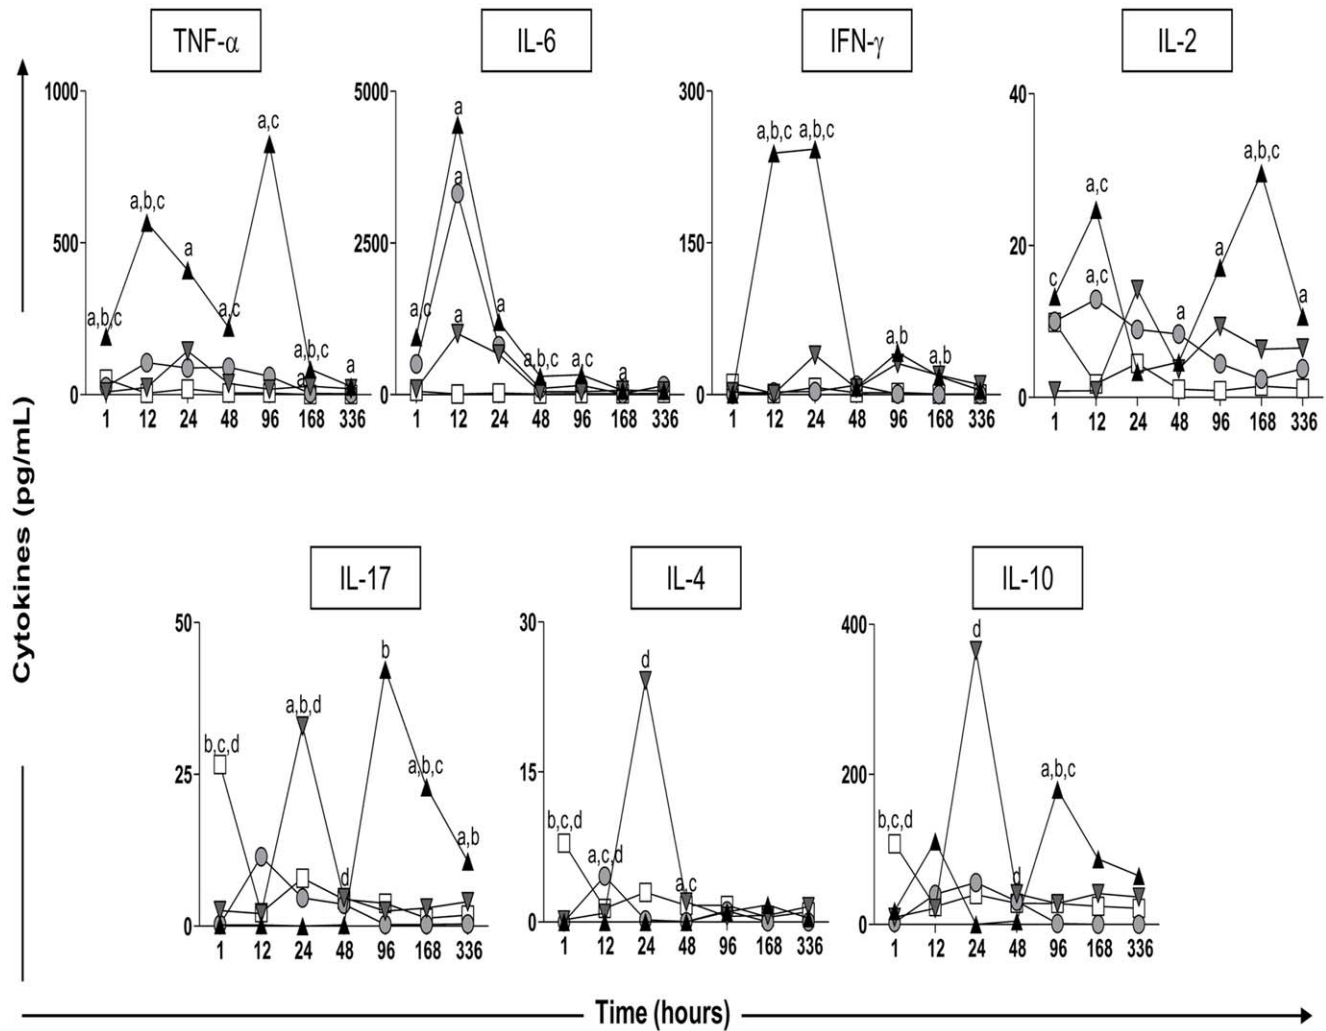 TNF-α
IL-6
IFN-γ
IL-2
1000
500
0
a,b,c
a,b,c
a
a,c
a,c
a,b,c
a
a
1 12 24 48 96 168 336
5000
2500
0
a,c
a
a
a
a
a,b,c
a,c
a
1 12 24 48 96 168 336
300
150
0
a,b,c
a,b,c
a,b
a,b
1 12 24 48 96 168 336
40
20
0
c
a,c
a,c
a
a
a,b,c
a
1 12 24 48 96 168 336
Cytokines (pg/mL)
IL-17
IL-4
IL-10
50
25
0
b,c,d
a,b,d
d
b
a,b,c
a,b
1 12 24 48 96 168 336
30
15
0
b,c,d
a,c,d
d
a,c
1 12 24 48 96 168 336
400
200
0
b,c,d
d
d
a,b,c
1 12 24 48 96 168 336
Time (hours)